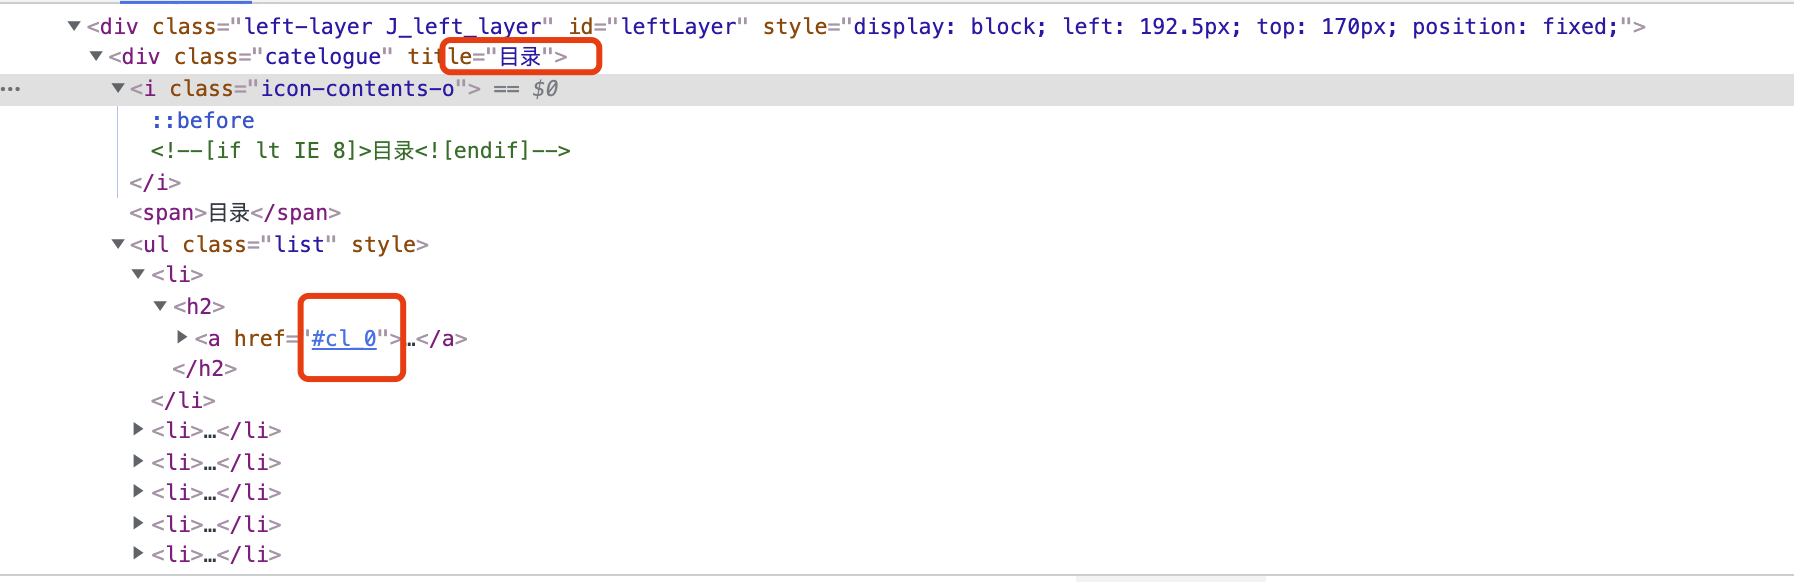 <div class="left-layer J_left_layer" id="leftLayer" style="display: block; left: 192.5px; top: 170px; position: fixed;">
<div class="catelogue" title="目录">
<i class="icon-contents-o"> == $0
::before
<!--[if lt IE 8]>目录<![endif]-->
</i>
<span>目录</span>
<ul class="list" style>
<li>
<h2>
<a href="#cl_0">…</a>
</h2>
</li>
<li>…</li>
<li>…</li>
<li>…</li>
<li>…</li>
<li>…</li>